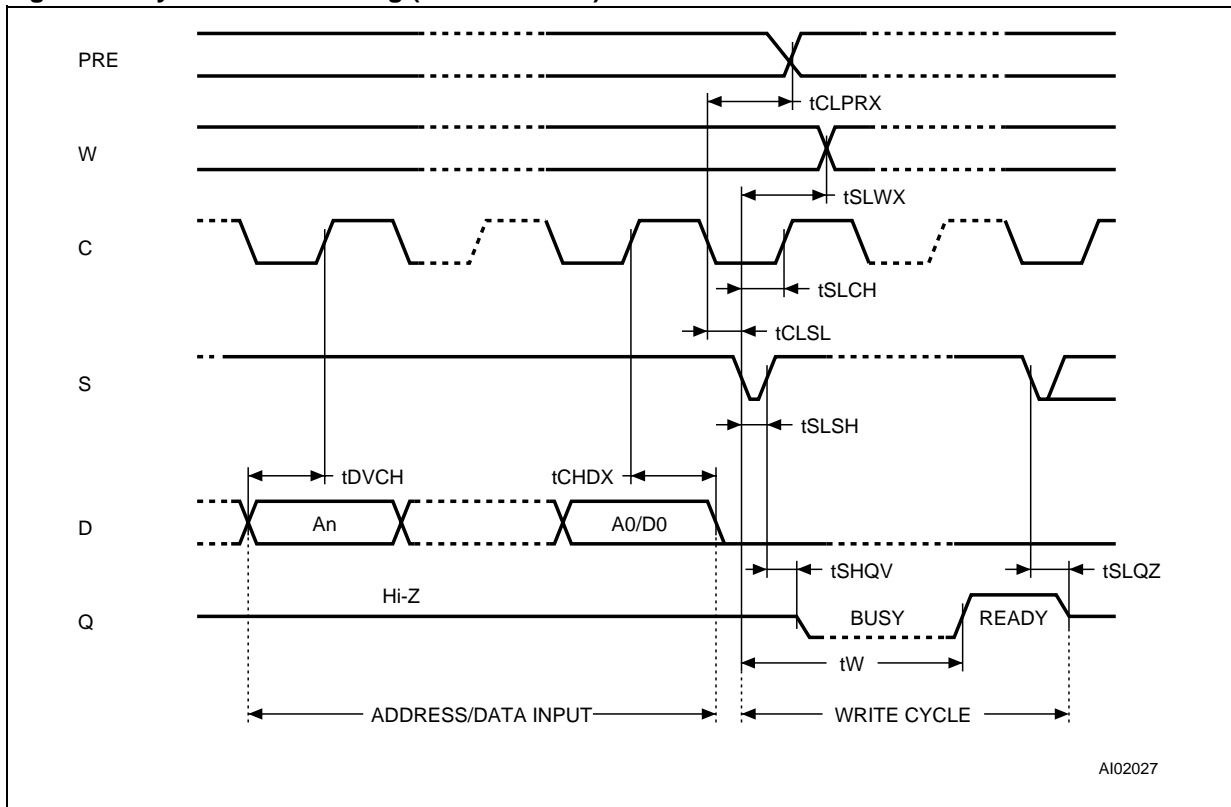 PRE
tCLPRX
W
tSLWX
C
tSLCH
tCLSL
S
tSLSH
tDVCH
tCHDX
D
An
A0/D0
tSHQV
tSLQZ
Hi-Z
Q
BUSY
READY
tW
ADDRESS/DATA INPUT
WRITE CYCLE
AI02027